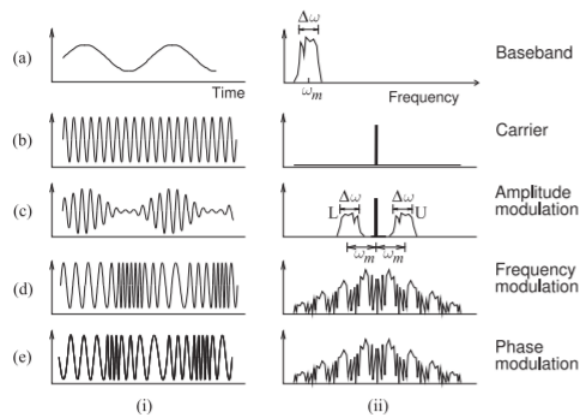 (a)
Time
Δω
ω_m
Frequency
Baseband
(b)
Carrier
(c)
L
Δω
Δω
U
ω_m
ω_m
Amplitude
modulation
(d)
Frequency
modulation
(e)
Phase
modulation
(i)
(ii)